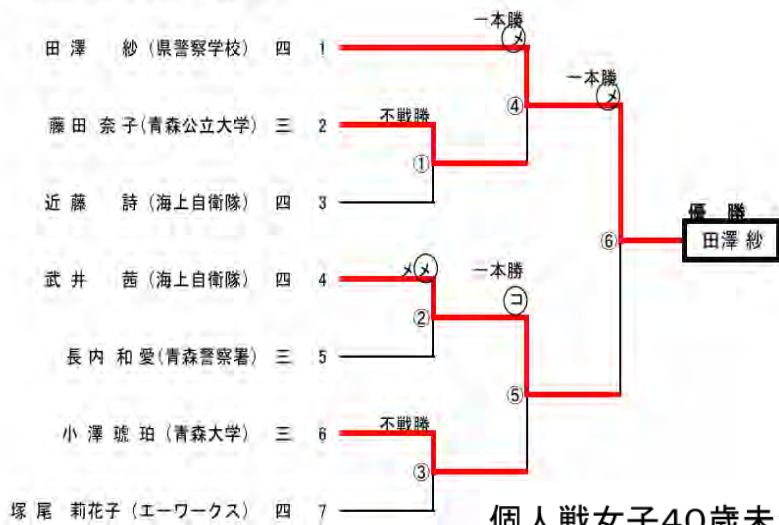 一本勝
田澤 紗（県警察学校） 四 1 メ 一本勝
④ メ
藤田 奈子(青森公立大学) 三 2 不戦勝
①
近藤 詩（海上自衛隊） 四 3
優勝
⑥ 田澤 紗
武井 茜（海上自衛隊） 四 4 メメ 一本勝
② コ
長内 和愛(青森警察署) 三 5
⑤
小澤 琥珀（青森大学） 三 6 不戦勝
③
塚尾 莉花子（エーワークス） 四 7
個人戦女子40歳未